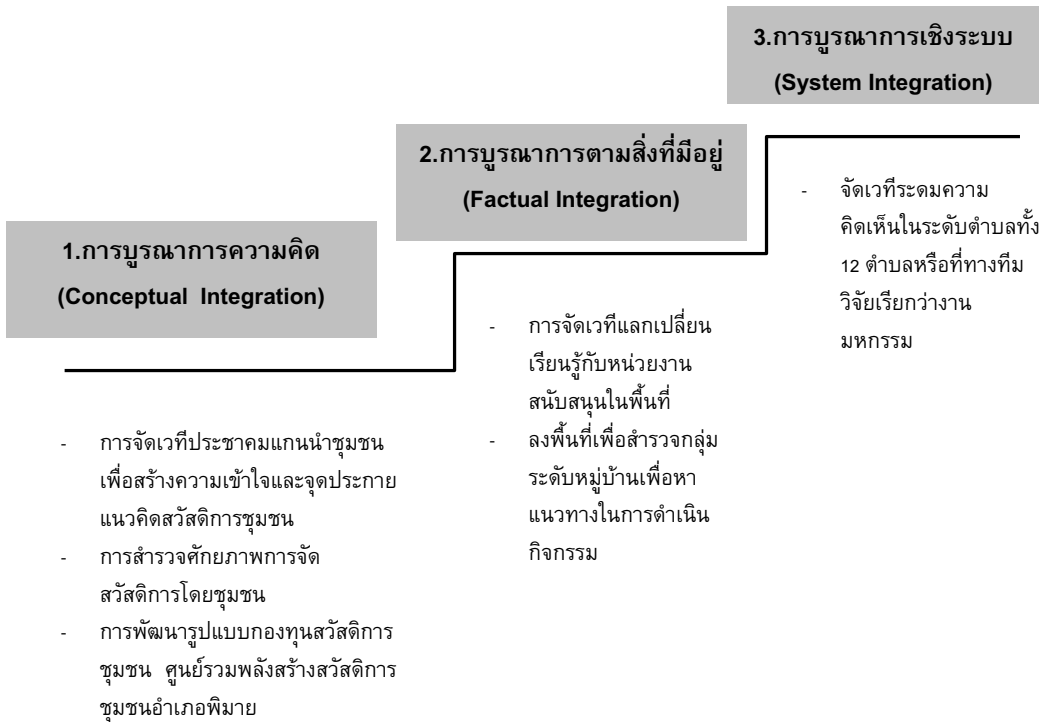 1.การบูรณาการความคิด
(Conceptual Integration)
- การจัดเวทีประชาคมแกนนำชุมชน
เพื่อสร้างความเข้าใจและจุดประกาย
แนวคิดสวัสดิการชุมชน
- การสำรวจศักยภาพการจัด
สวัสดิการโดยชุมชน
- การพัฒนารูปแบบกองทุนสวัสดิการ
ชุมชน ศูนย์รวมพลังสร้างสวัสดิการ
ชุมชนอำเภอพิมาย
2.การบูรณาการตามสิ่งที่มีอยู่
(Factual Integration)
- การจัดเวทีแลกเปลี่ยน
เรียนรู้กับหน่วยงาน
สนับสนุนในพื้นที่
- ลงพื้นที่เพื่อสำรวจกลุ่ม
ระดับหมู่บ้านเพื่อหา
แนวทางในการดำเนิน
กิจกรรม
3.การบูรณาการเชิงระบบ
(System Integration)
- จัดเวทีระดมความ
คิดเห็นในระดับตำบลทั้ง
12 ตำบลหรือที่ทางทีม
วิจัยเรียกว่างาน
มหกรรม